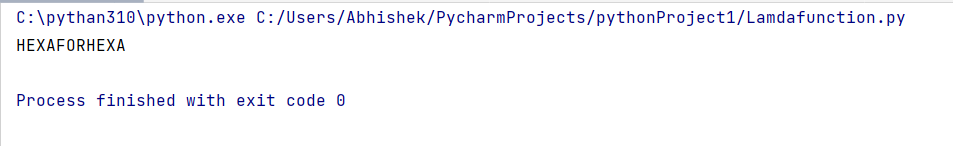 C:\pythan310\python.exe C:/Users/Abhishek/PycharmProjects/pythonProject1/Lamdafunction.py
HEXAFORHEXA
Process finished with exit code 0